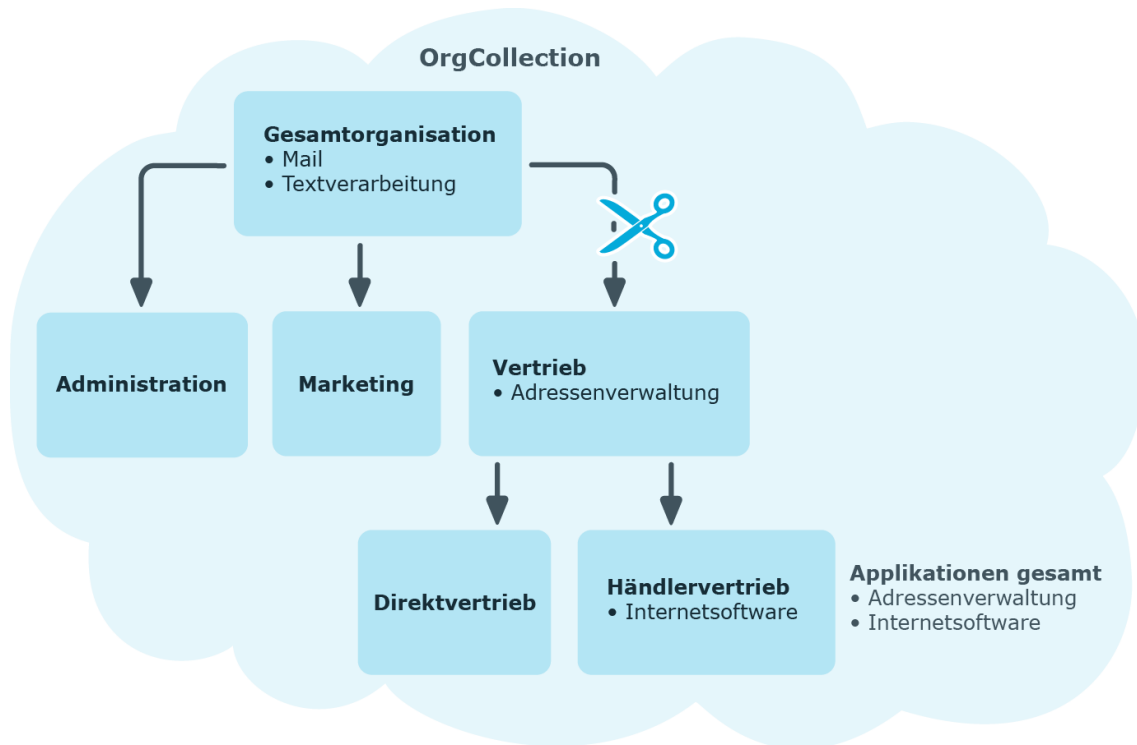 OrgCollection
Gesamtorganisation
• Mail
• Textverarbeitung
Administration
Marketing
Vertrieb
• Adressenverwaltung
Direktvertrieb
Händlervertrieb
• Internetsoftware
Applikationen gesamt
• Adressenverwaltung
• Internetsoftware